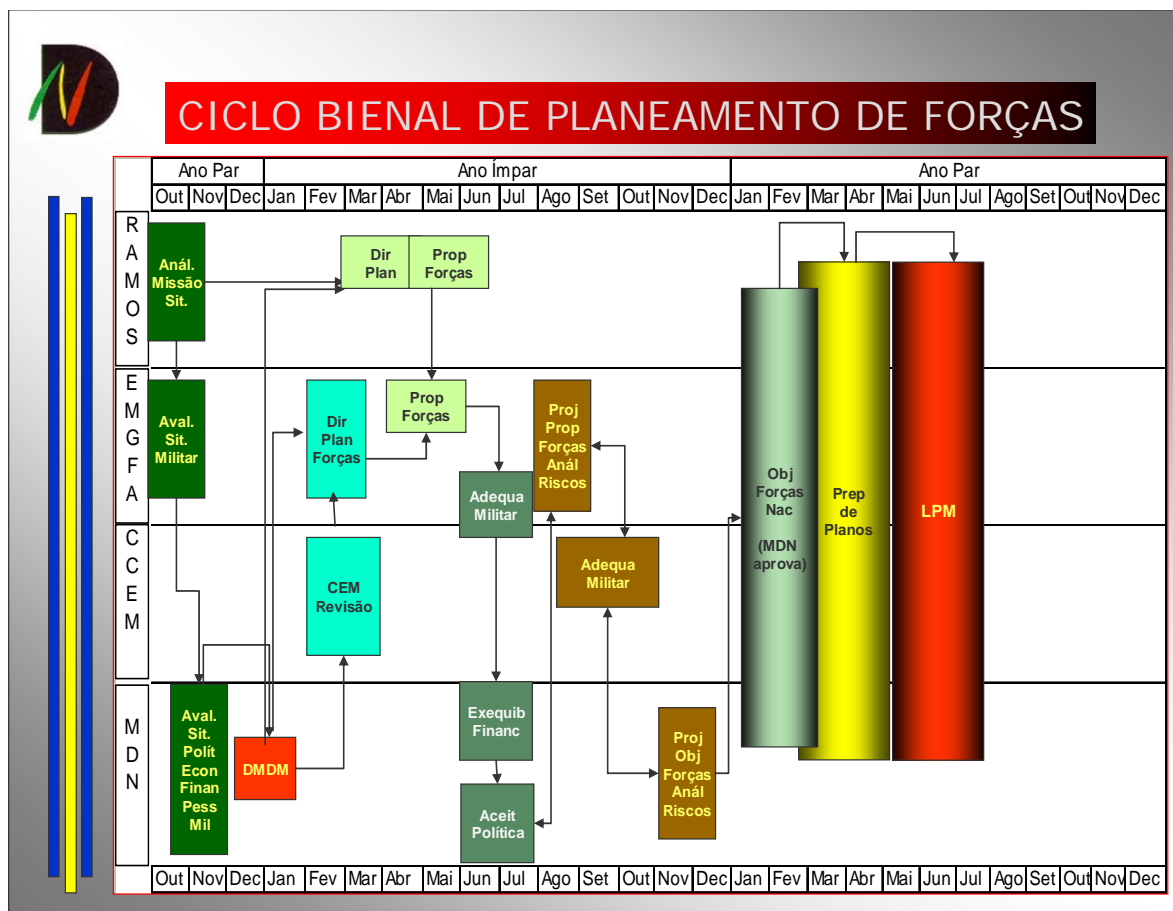 CICLO BIENAL DE PLANEAMENTO DE FORÇAS
Ano Par
Ano Ímpar
Ano Par
Out Nov Dec Jan Fev Mar Abr Mai Jun Jul Ago Set Out Nov Dec Jan Fev Mar Abr Mai Jun Jul Ago Set Out Nov Dec
R
A
M
O
S
Anál.
Missão
Sit.
Dir
Plan
Prop
Forças
E
M
G
F
A
Aval.
Sit.
Militar
Dir
Plan
Forças
Prop
Forças
Adequa
Militar
Proj
Prop
Forças
Anál
Riscos
C
C
E
M
CEM
Revisão
Adequa
Militar
M
D
N
Aval.
Sit.
Polít
Econ
Finan
Pess
Mil
DMDM
Exequib
Financ
Aceit
Política
Proj
Obj
Forças
Anál
Riscos
Obj
Forças
Nac
(MDN
aprova)
Prep
de
Planos
LPM
Out Nov Dec Jan Fev Mar Abr Mai Jun Jul Ago Set Out Nov Dec Jan Fev Mar Abr Mai Jun Jul Ago Set Out Nov Dec